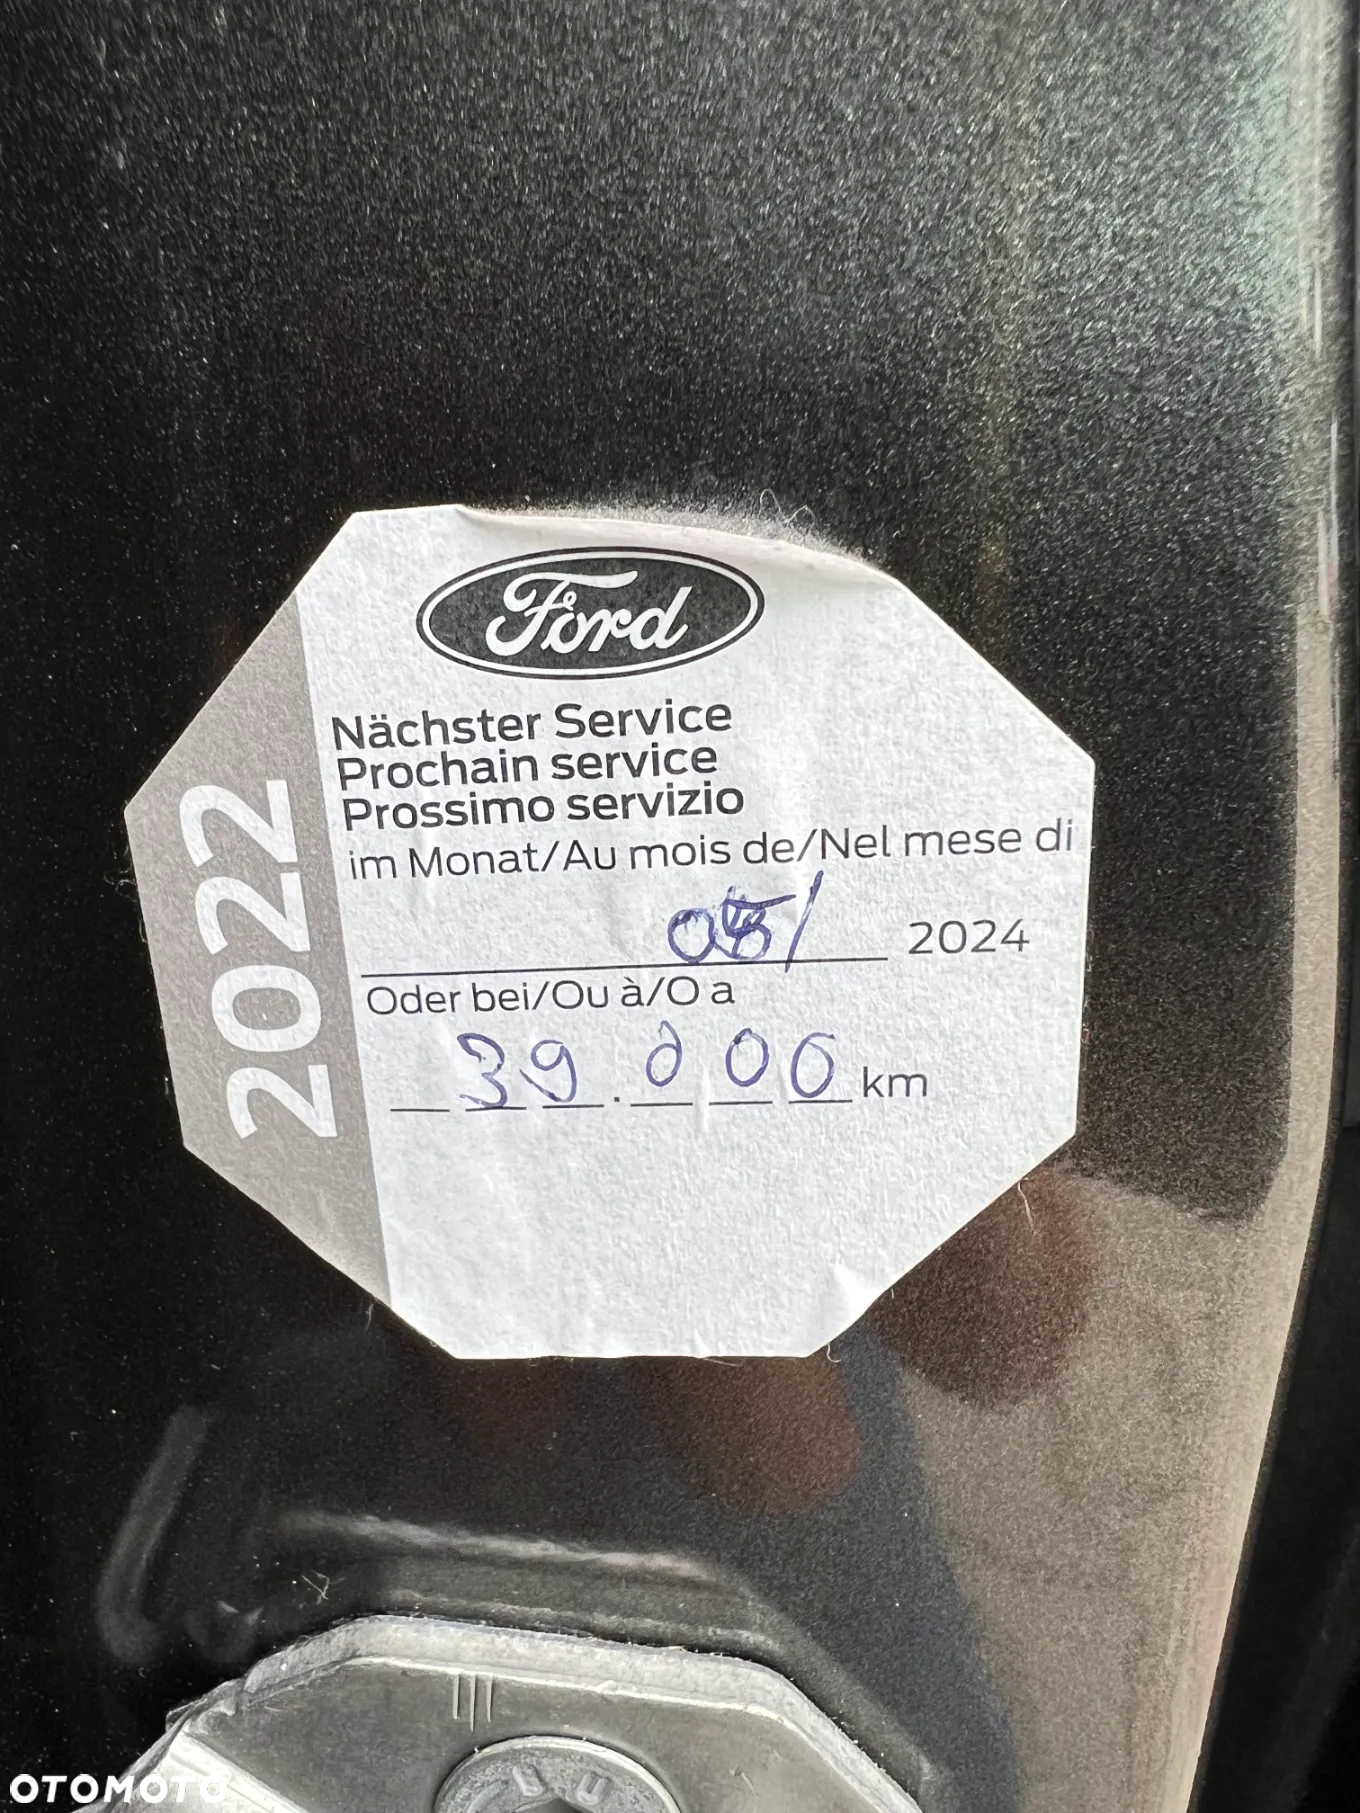 Ford
2022
Nächster Service
Prochain service
Prossimo servizio
im Monat/Au mois de/Nel mese di
05/ 2024
Oder bei/Ou à/O a
39.000 km
OTOMOTO